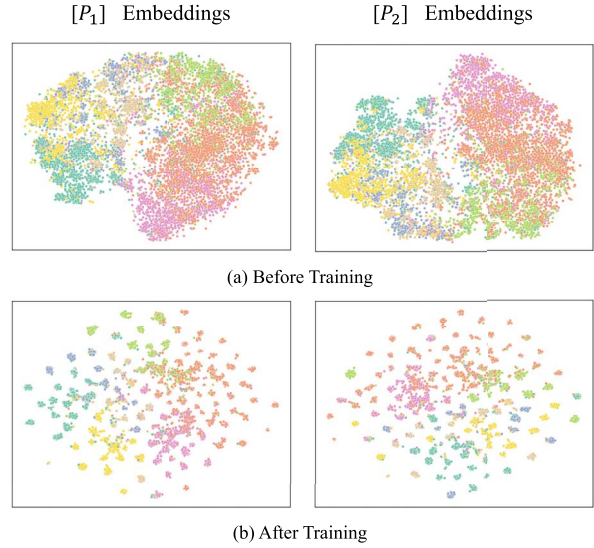 [P₁] Embeddings [P₂] Embeddings
(a) Before Training
(b) After Training